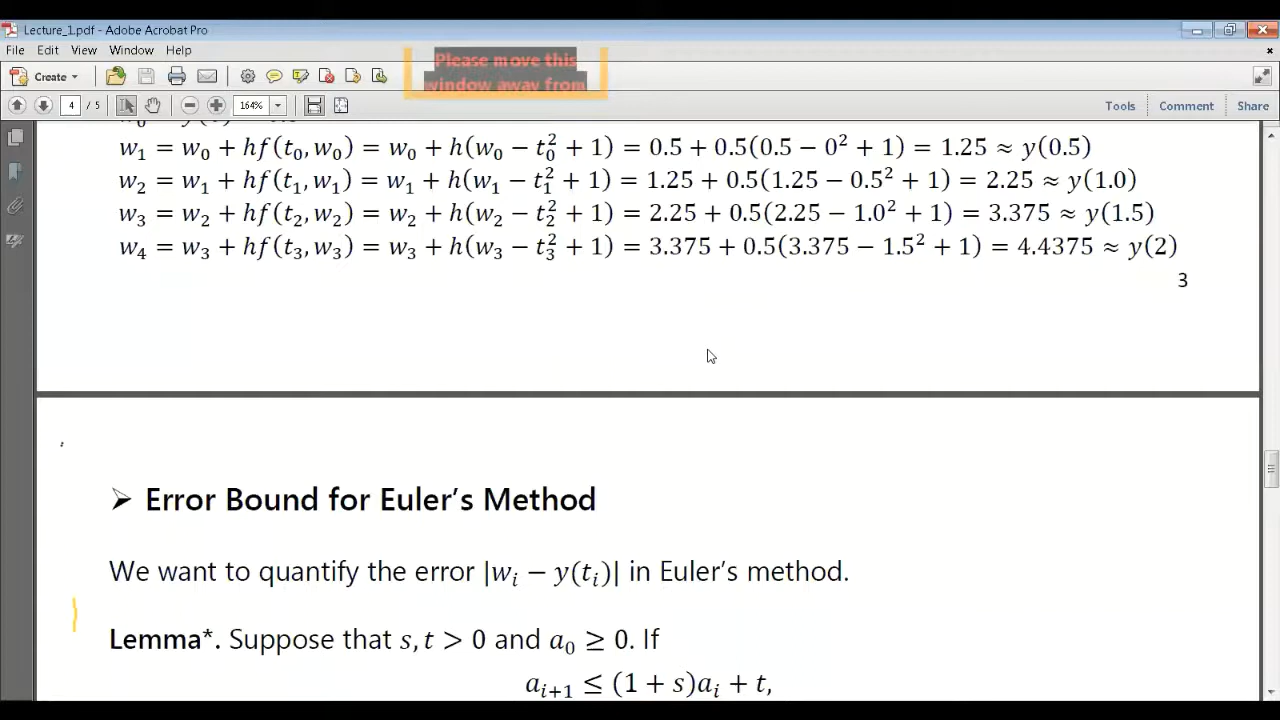 Lecture_1.pdf - Adobe Acrobat Pro
File Edit View Window Help
Please move this
window away from
Create
4 / 5 164% Tools Comment Share
w₁ = w₀ + hf(t₀, w₀) = w₀ + h(w₀ − t₀² + 1) = 0.5 + 0.5(0.5 − 0² + 1) = 1.25 ≈ y(0.5)
w₂ = w₁ + hf(t₁, w₁) = w₁ + h(w₁ − t₁² + 1) = 1.25 + 0.5(1.25 − 0.5² + 1) = 2.25 ≈ y(1.0)
w₃ = w₂ + hf(t₂, w₂) = w₂ + h(w₂ − t₂² + 1) = 2.25 + 0.5(2.25 − 1.0² + 1) = 3.375 ≈ y(1.5)
w₄ = w₃ + hf(t₃, w₃) = w₃ + h(w₃ − t₃² + 1) = 3.375 + 0.5(3.375 − 1.5² + 1) = 4.4375 ≈ y(2)
3
➢ Error Bound for Euler's Method
We want to quantify the error |wᵢ − y(tᵢ)| in Euler's method.
Lemma*. Suppose that s, t > 0 and a₀ ≥ 0. If
aᵢ₊₁ ≤ (1 + s)aᵢ + t,